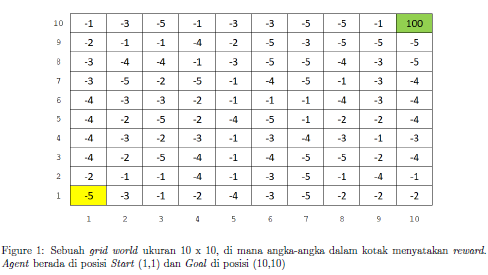 10 -1 -3 -5 -1 -3 -3 -5 -5 -1 100
9 -2 -1 -1 -4 -2 -5 -3 -5 -5 -5
8 -3 -4 -4 -1 -3 -5 -5 -4 -3 -5
7 -3 -5 -2 -5 -1 -4 -5 -1 -3 -4
6 -4 -3 -3 -2 -1 -1 -1 -4 -3 -4
5 -4 -2 -5 -2 -4 -5 -1 -2 -2 -4
4 -4 -3 -2 -3 -1 -3 -4 -3 -1 -3
3 -4 -2 -5 -4 -1 -4 -5 -5 -2 -4
2 -2 -1 -1 -4 -1 -3 -5 -1 -4 -1
1 -5 -3 -1 -2 -4 -3 -5 -2 -2 -2
1 2 3 4 5 6 7 8 9 10
Figure 1: Sebuah grid world ukuran 10 x 10, di mana angka-angka dalam kotak menyatakan reward.
Agent berada di posisi Start (1,1) dan Goal di posisi (10,10)